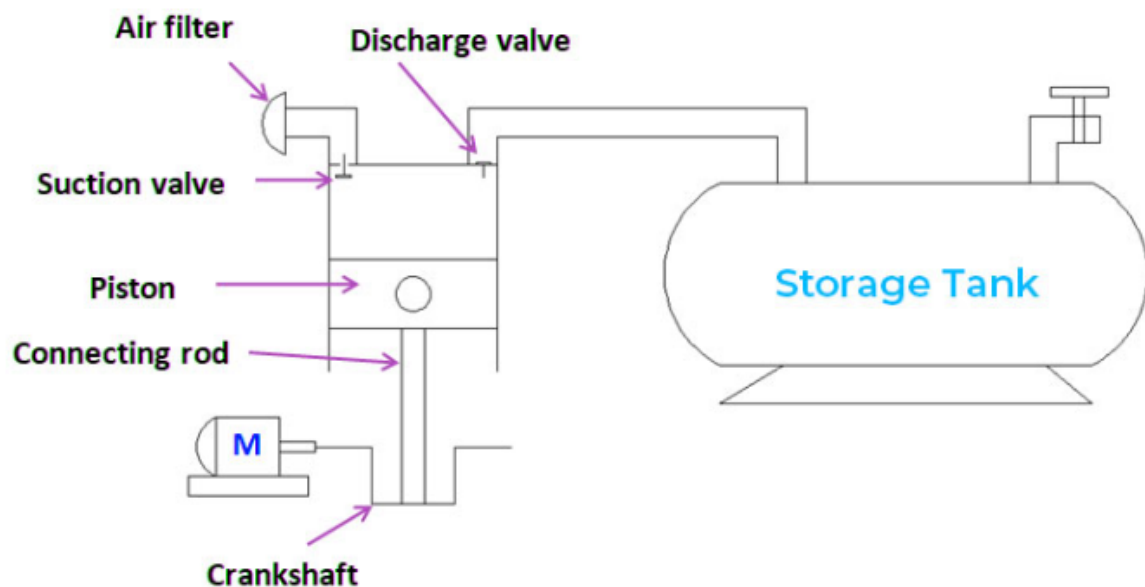 Air filter
Discharge valve
Suction valve
Piston
Storage Tank
Connecting rod
M
Crankshaft